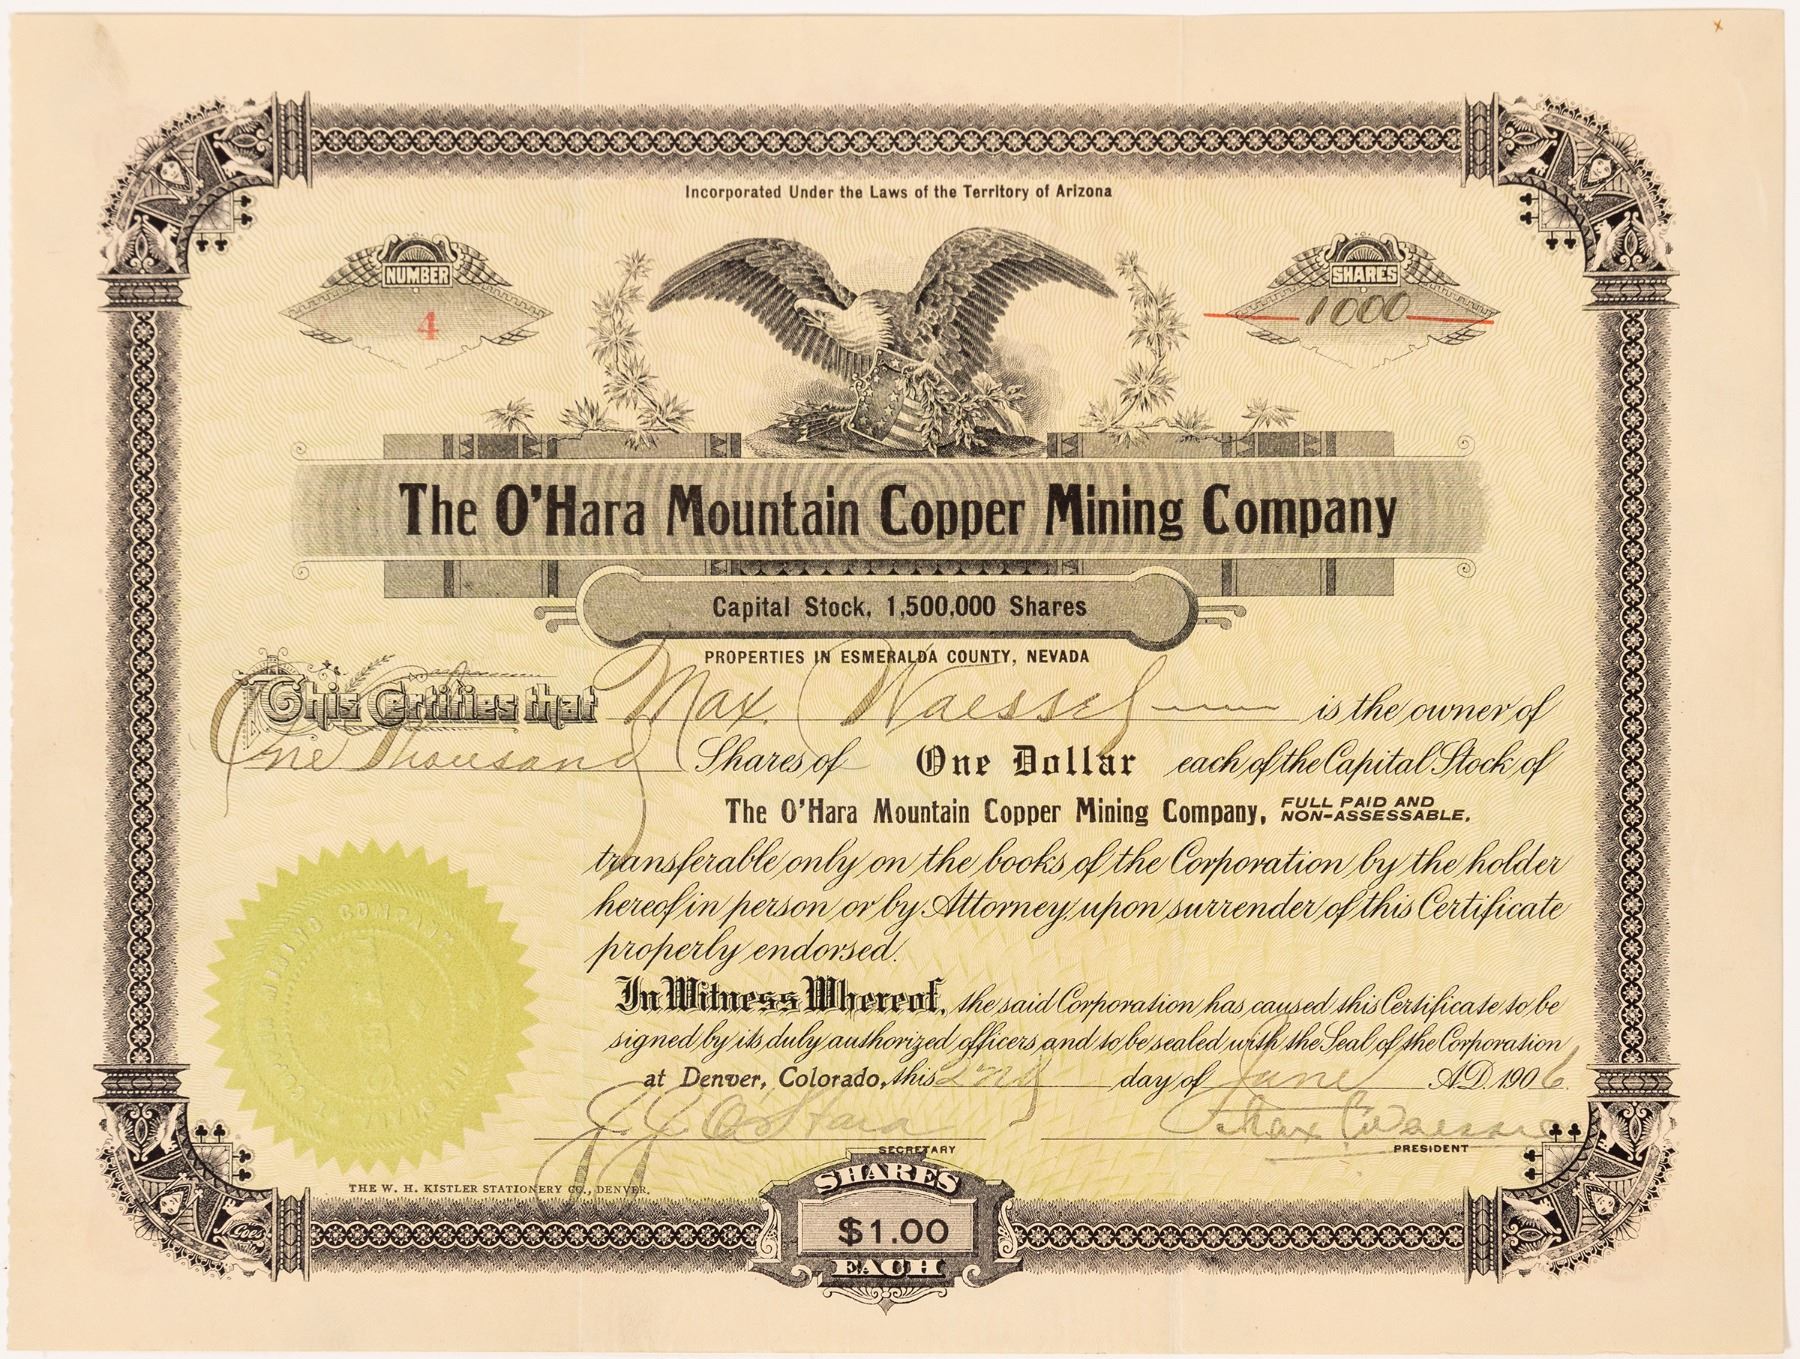 Incorporated Under the Laws of the Territory of Arizona
NUMBER
4
SHARES
1000
The O'Hara Mountain Copper Mining Company
Capital Stock, 1,500,000 Shares
PROPERTIES IN ESMERALDA COUNTY, NEVADA
This Certifies that Max Waessel is the owner of
One Thousand Shares of One Dollar each of the Capital Stock of
The O'Hara Mountain Copper Mining Company, FULL PAID AND NON-ASSESSABLE,
transferable only on the books of the Corporation by the holder
hereof in person or by Attorney, upon surrender of this Certificate
properly endorsed.
In Witness Whereof, the said Corporation has caused this Certificate to be
signed by its duly authorized officers and to be sealed with the Seal of the Corporation
at Denver, Colorado, this 2nd day of June A.D. 1906.
J. J. O'Hara
Max
SECRETARY
PRESIDENT
THE W. H. KISTLER STATIONERY CO., DENVER.
Goes
SHARES
$1.00
EACH